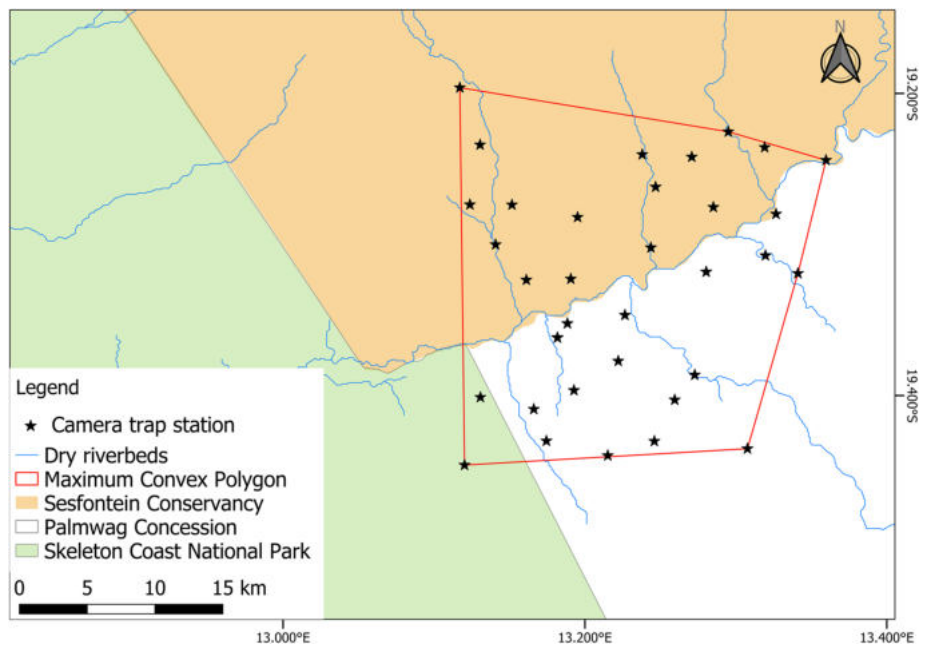 N
19.200°S
19.400°S
Legend
Camera trap station
Dry riverbeds
Maximum Convex Polygon
Sesfontein Conservancy
Palmwag Concession
Skeleton Coast National Park
0 5 10 15 km
13.000°E 13.200°E 13.400°E